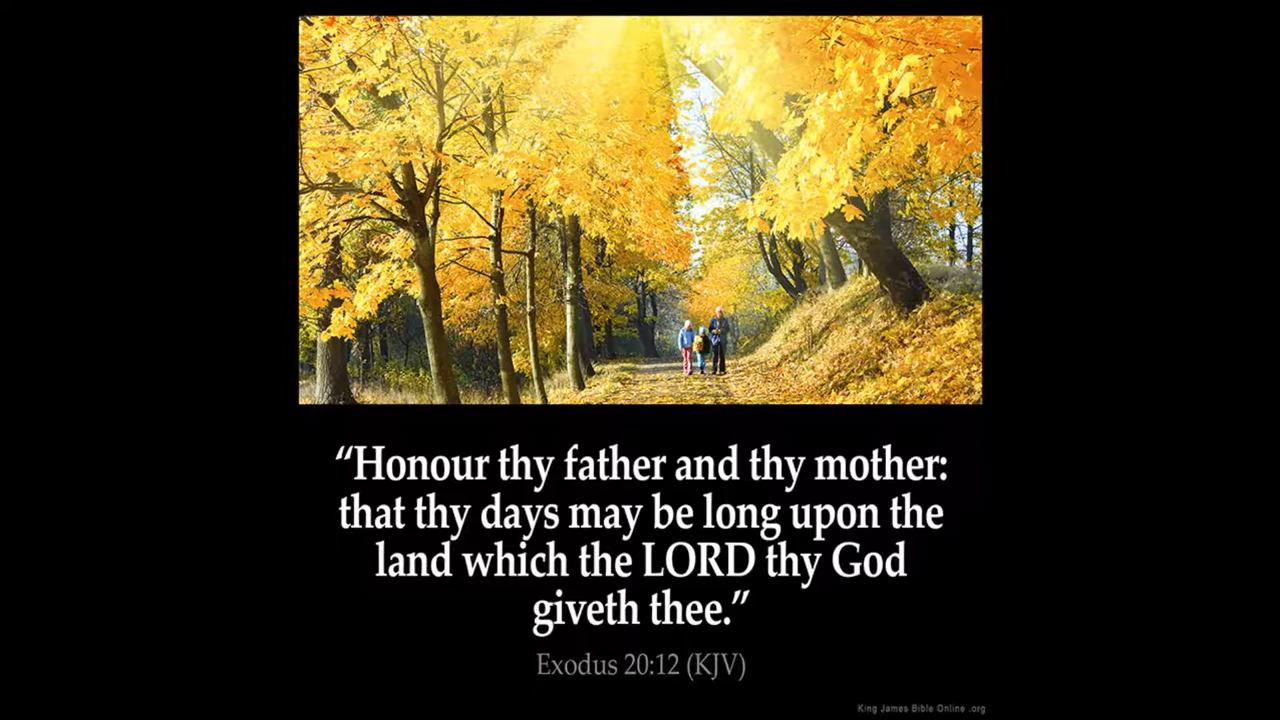 “Honour thy father and thy mother:
that thy days may be long upon the
land which the LORD thy God
giveth thee.”
Exodus 20:12 (KJV)
King James Bible Online .org